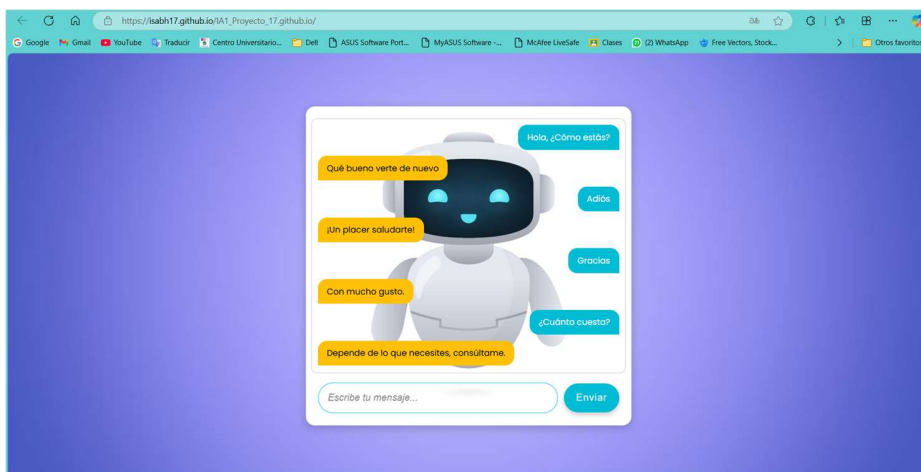 https://isabh17.github.io/IA1_Proyecto_17.github.io/
Google Gmail YouTube Traducir Centro Universitario... Dell ASUS Software Port... MyASUS Software -... McAfee LiveSafe Clases (2) WhatsApp Free Vectors, Stock... Otros favoritos
Hola, ¿Cómo estás?
Qué bueno verte de nuevo
Adiós
¡Un placer saludarte!
Gracias
Con mucho gusto.
¿Cuánto cuesta?
Depende de lo que necesites, consúltame.
Escribe tu mensaje...
Enviar